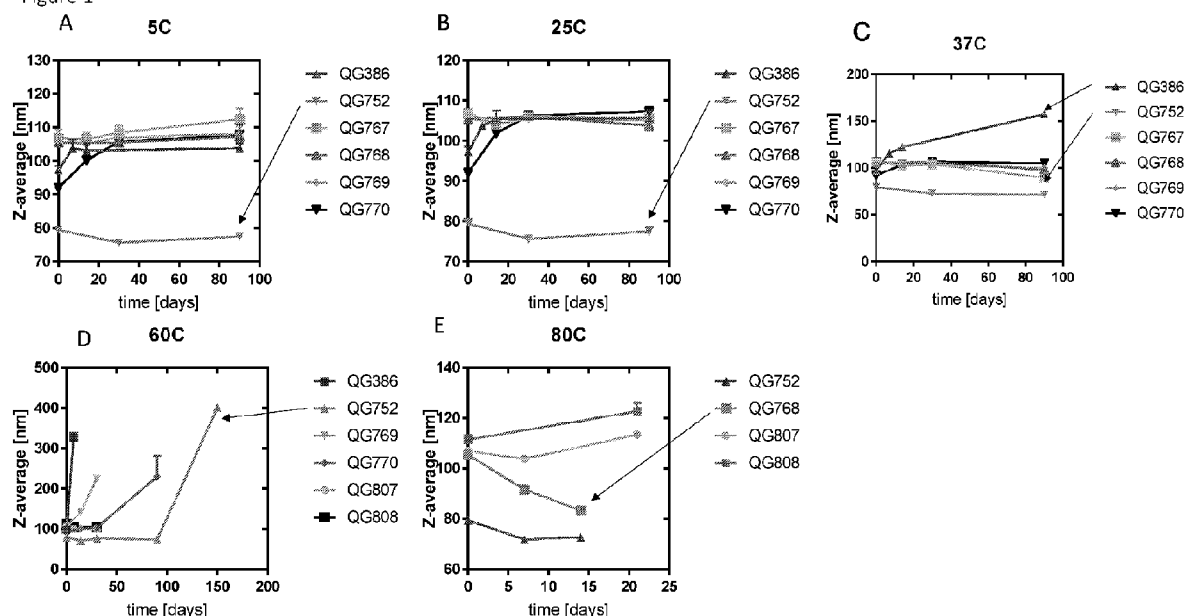 Figure 1
A
5C
Z-average [nm]
130
120
110
100
90
80
70
0 20 40 60 80 100
time [days]
QG386
QG752
QG767
QG768
QG769
QG770
B
25C
Z-average [nm]
120
110
100
90
80
70
0 20 40 60 80 100
time [days]
QG386
QG752
QG767
QG768
QG769
QG770
C
37C
Z-average [nm]
200
150
100
50
0
0 20 40 60 80 100
time [days]
QG386
QG752
QG767
QG768
QG769
QG770
D
60C
Z-average [nm]
500
400
300
200
100
0
0 50 100 150 200
time [days]
QG386
QG752
QG769
QG770
QG807
QG808
E
80C
Z-average [nm]
140
120
100
80
60
0 5 10 15 20 25
time [days]
QG752
QG768
QG807
QG808